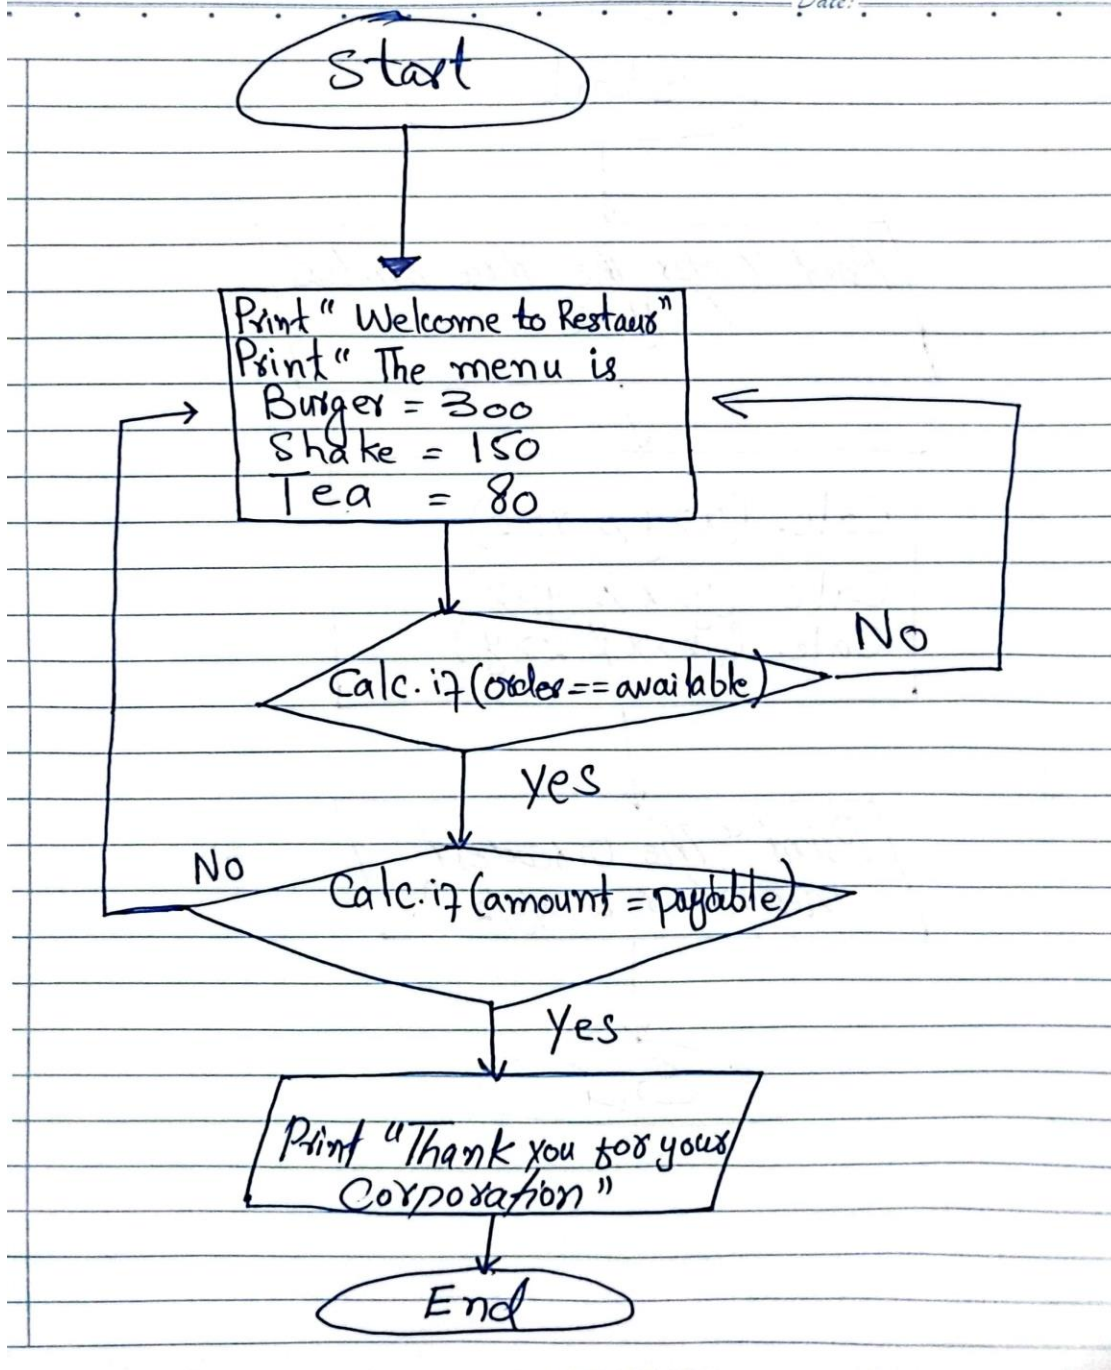 Date:
Start
Print “ Welcome to Restaur”
Print “ The menu is
Burger = 300
Shake = 150
Tea = 80
No
Calc. if (order == available)
yes
No
Calc. if (amount = payable)
Yes
Print “Thank you for your
Corporation”
End